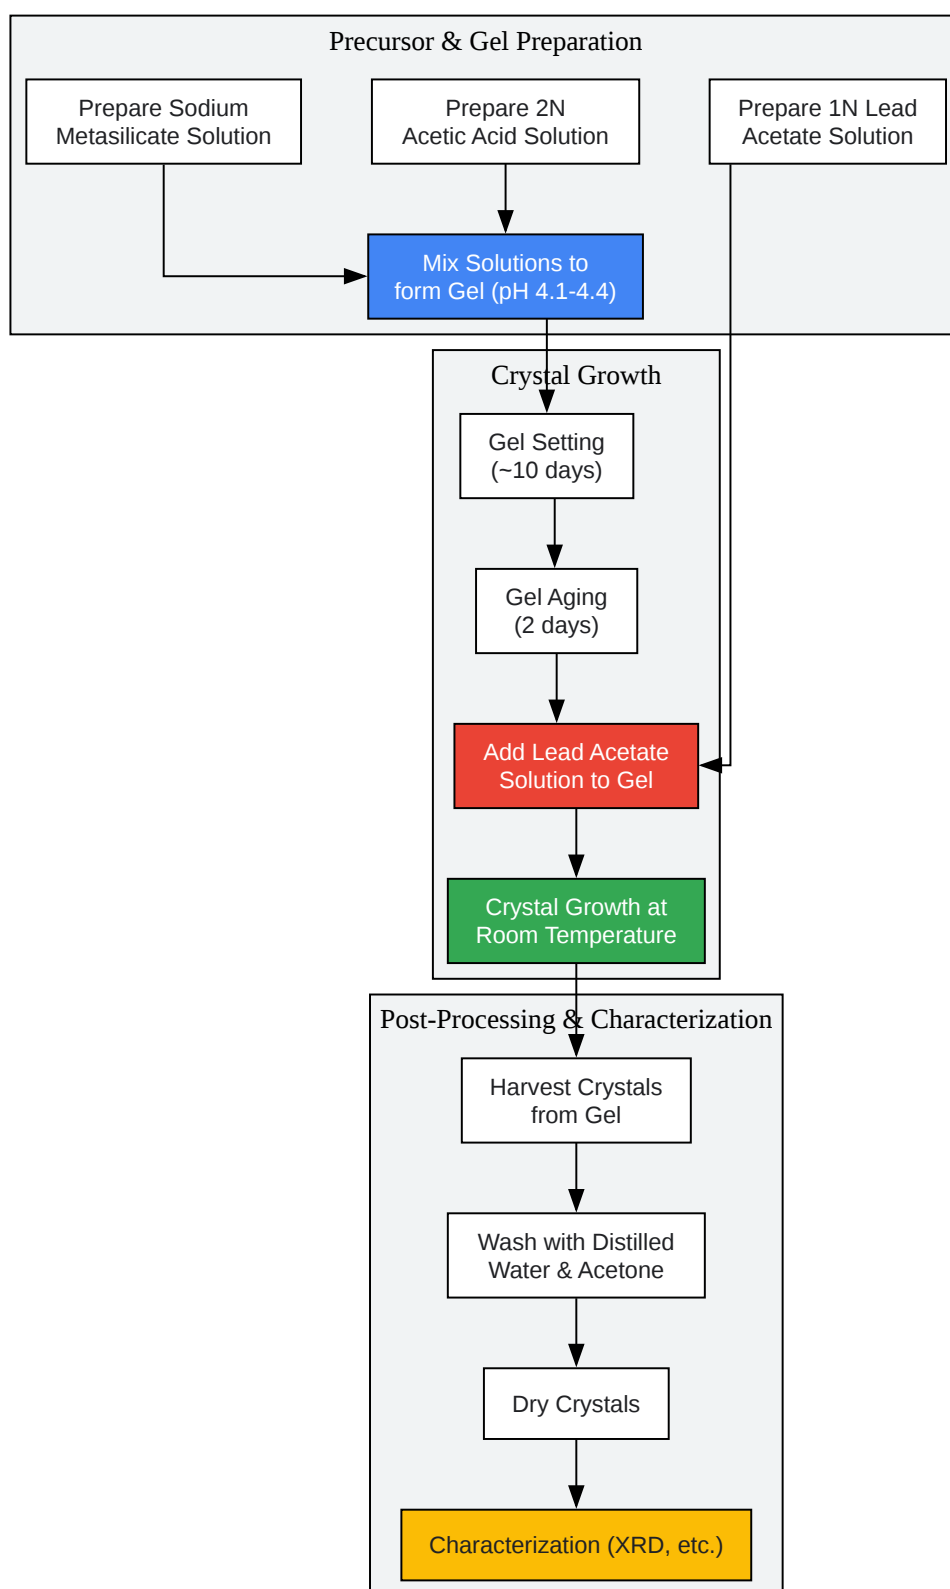 Precursor & Gel Preparation
Prepare Sodium
Metasilicate Solution
Prepare 2N
Acetic Acid Solution
Prepare 1N Lead
Acetate Solution
Mix Solutions to
form Gel (pH 4.1-4.4)
Crystal Growth
Gel Setting
(~10 days)
Gel Aging
(2 days)
Add Lead Acetate
Solution to Gel
Crystal Growth at
Room Temperature
Post-Processing & Characterization
Harvest Crystals
from Gel
Wash with Distilled
Water & Acetone
Dry Crystals
Characterization (XRD, etc.)